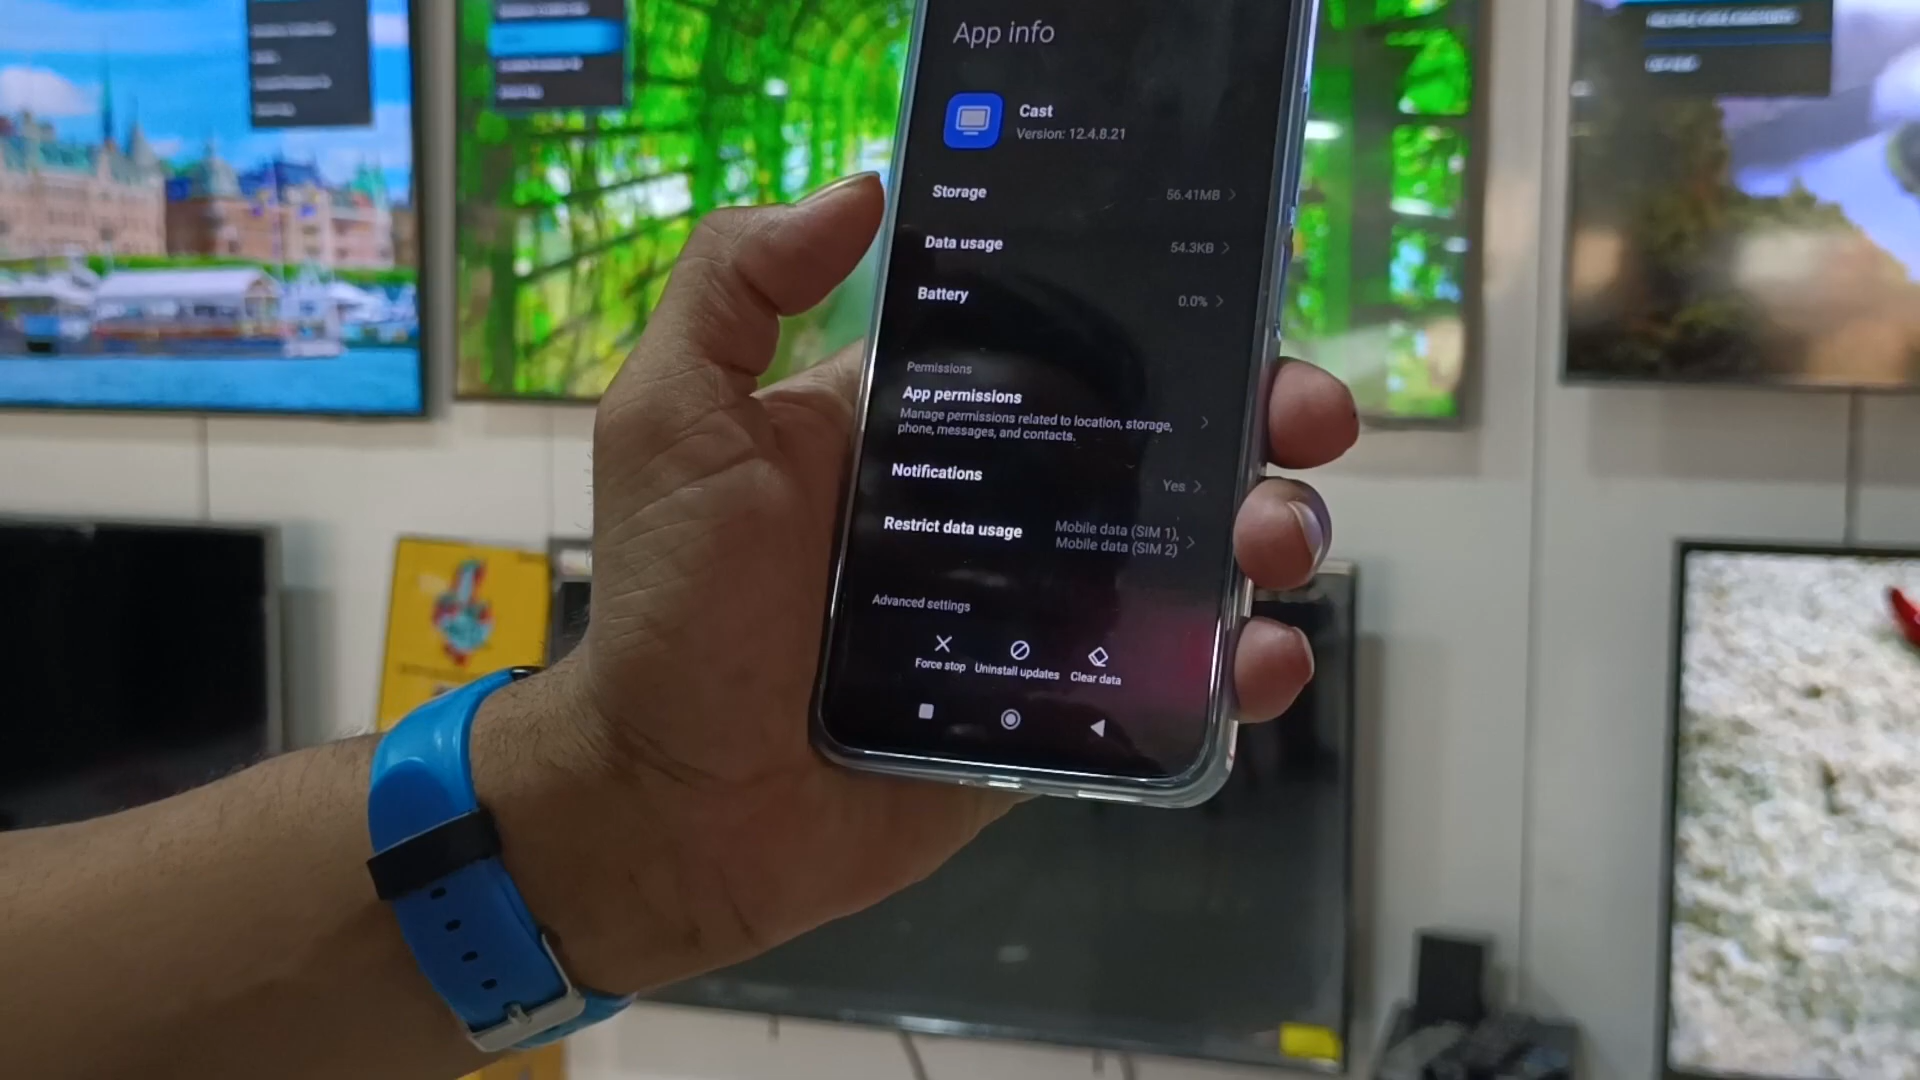 App info
Cast
Version: 12.4.8.21
Storage 56.41MB
Data usage 54.3KB
Battery 0.0%
Permissions
App permissions
Manage permissions related to location, storage,
phone, messages, and contacts.
Notifications Yes
Restrict data usage Mobile data (SIM 1),
Mobile data (SIM 2)
Advanced settings
Force stop Uninstall updates Clear data